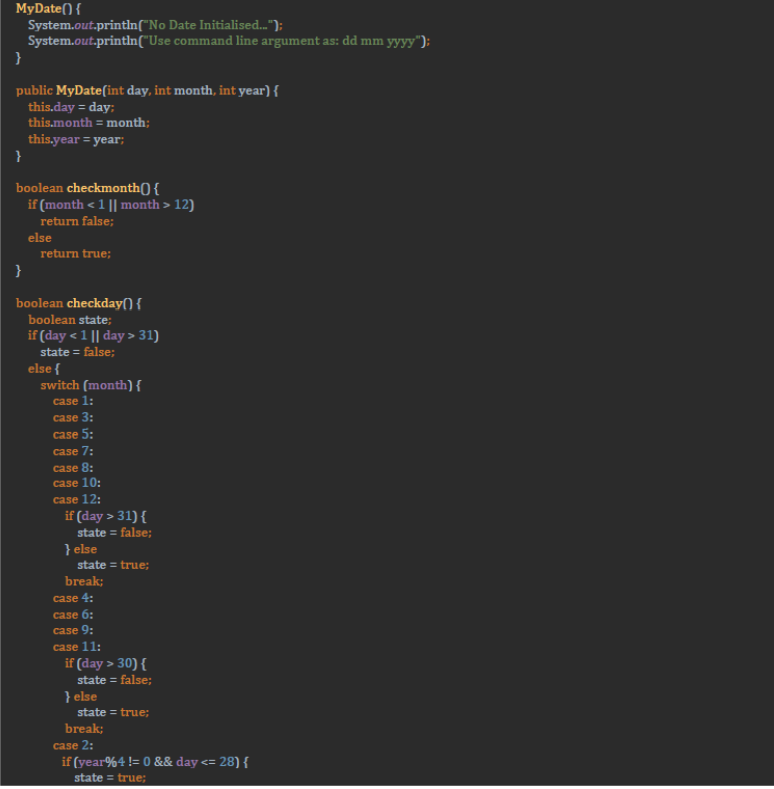 MyDate() {
System.out.println("No Date Initialised...");
System.out.println("Use command line argument as: dd mm yyyy");
}
public MyDate(int day, int month, int year) {
this.day = day;
this.month = month;
this.year = year;
}
boolean checkmonth() {
if (month < 1 || month > 12)
return false;
else
return true;
}
boolean checkday() {
boolean state;
if (day < 1 || day > 31)
state = false;
else {
switch (month) {
case 1:
case 3:
case 5:
case 7:
case 8:
case 10:
case 12:
if (day > 31) {
state = false;
} else
state = true;
break;
case 4:
case 6:
case 9:
case 11:
if (day > 30) {
state = false;
} else
state = true;
break;
case 2:
if (year%4 != 0 && day <= 28) {
state = true;